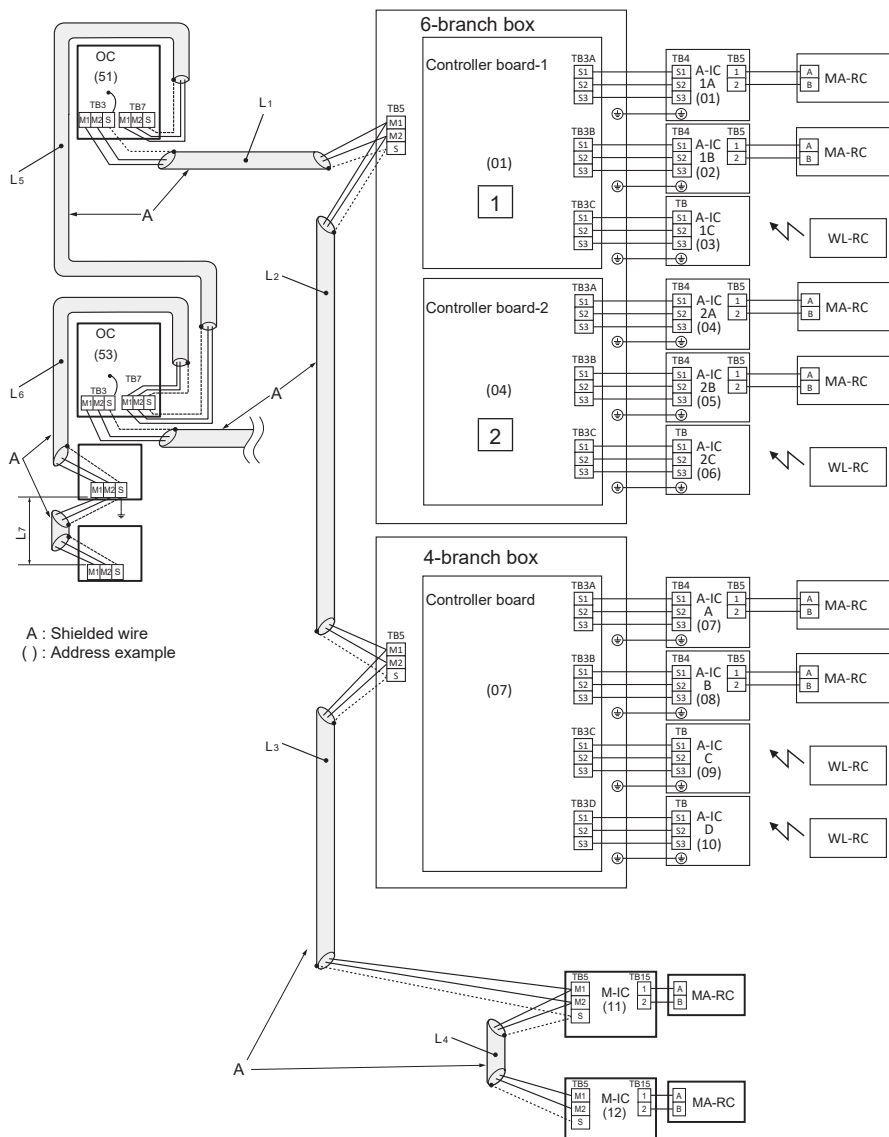 6-branch box
Controller board-1
(01)
1
TB5
M1
M2
S
TB3A
S1
S2
S3
TB4
S1
S2
S3
A-IC
1A
(01)
TB5
1
2
A
B
MA-RC
TB3B
S1
S2
S3
TB4
S1
S2
S3
A-IC
1B
(02)
TB5
1
2
A
B
MA-RC
TB3C
S1
S2
S3
TB
S1
S2
S3
A-IC
1C
(03)
WL-RC
Controller board-2
(04)
2
TB3A
S1
S2
S3
TB4
S1
S2
S3
A-IC
2A
(04)
TB5
1
2
A
B
MA-RC
TB3B
S1
S2
S3
TB4
S1
S2
S3
A-IC
2B
(05)
TB5
1
2
A
B
MA-RC
TB3C
S1
S2
S3
TB
S1
S2
S3
A-IC
2C
(06)
WL-RC
OC
(51)
TB3
TB7
M1 M2 S
M1 M2 S
L1
L5
A
L2
OC
(53)
TB3
TB7
M1 M2 S
M1 M2 S
L6
A
A
M1 M2 S
L7
M1 M2 S
A : Shielded wire
( ) : Address example
4-branch box
Controller board
(07)
TB5
M1
M2
S
TB3A
S1
S2
S3
TB4
S1
S2
S3
A-IC
A
(07)
TB5
1
2
A
B
MA-RC
TB3B
S1
S2
S3
TB4
S1
S2
S3
A-IC
B
(08)
TB5
1
2
A
B
MA-RC
TB3C
S1
S2
S3
TB
S1
S2
S3
A-IC
C
(09)
WL-RC
TB3D
S1
S2
S3
TB
S1
S2
S3
A-IC
D
(10)
WL-RC
L3
A
L4
TB5
M1
M2
S
M-IC
(11)
TB15
1
2
A
B
MA-RC
TB5
M1
M2
S
M-IC
(12)
TB15
1
2
A
B
MA-RC